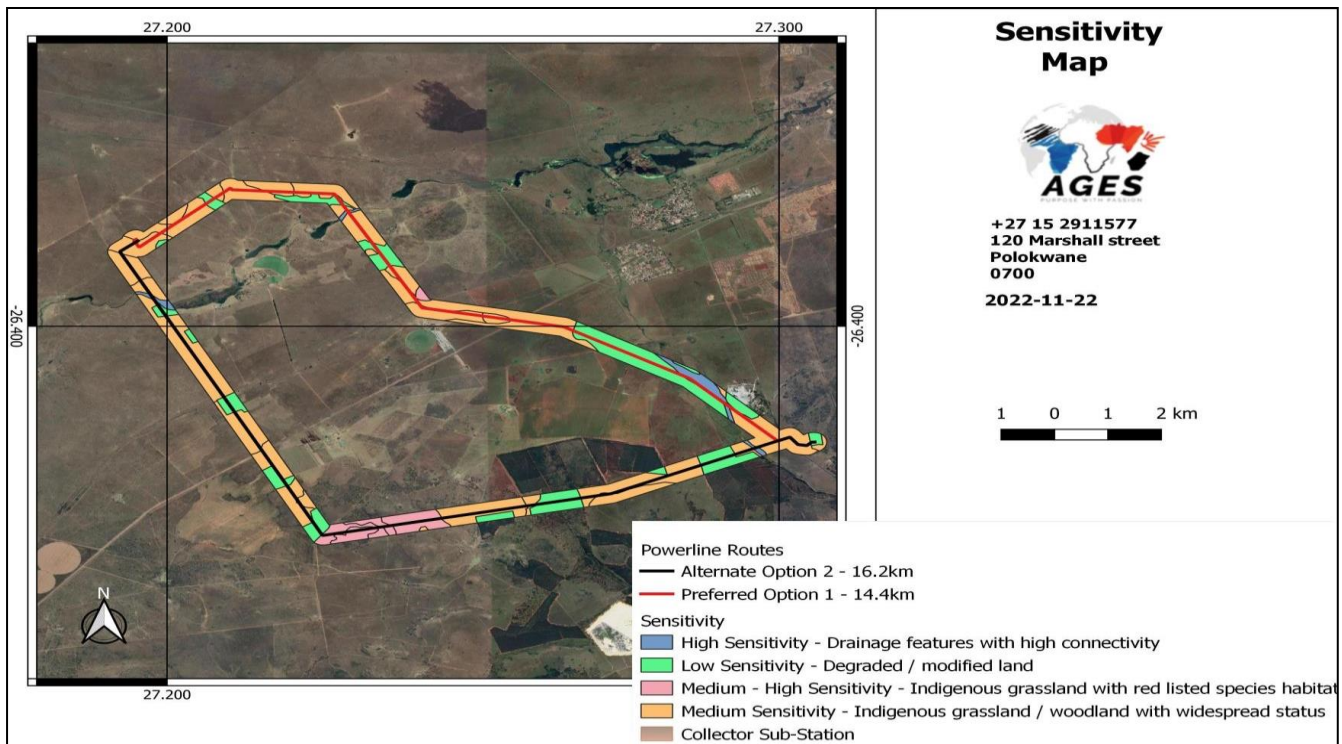 27.200
27.300
Sensitivity
Map
AGES
PURPOSE WITH PASSION
+27 15 2911577
120 Marshall street
Polokwane
0700
2022-11-22
-26.400
-26.400
1 0 1 2 km
N
27.200
Powerline Routes
Alternate Option 2 - 16.2km
Preferred Option 1 - 14.4km
Sensitivity
High Sensitivity - Drainage features with high connectivity
Low Sensitivity - Degraded / modified land
Medium - High Sensitivity - Indigenous grassland with red listed species habitat
Medium Sensitivity - Indigenous grassland / woodland with widespread status
Collector Sub-Station